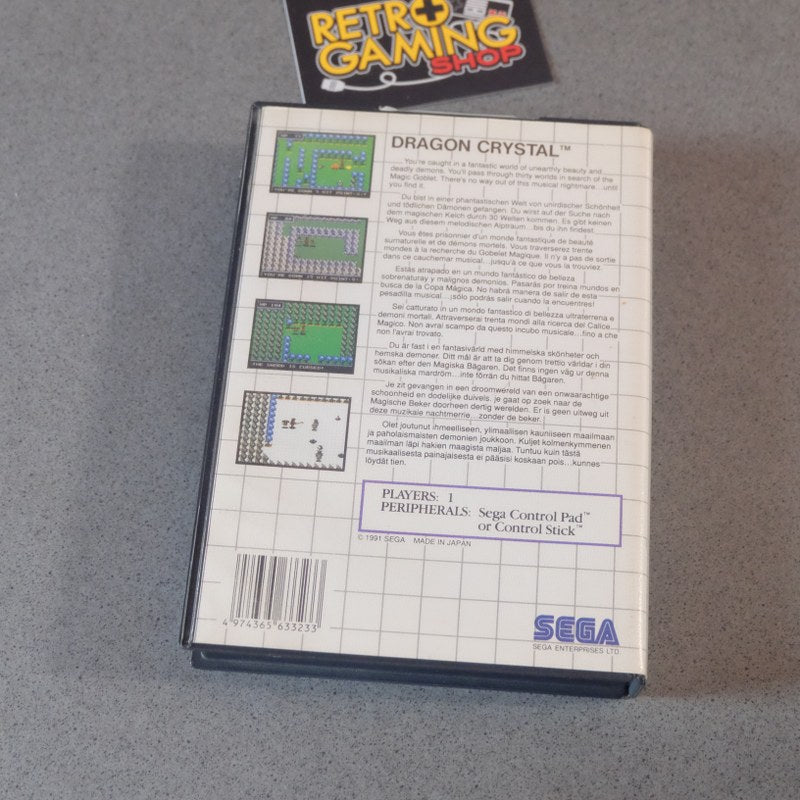 RETRO
GAMING
SHOP
DRAGON CRYSTAL™
You're caught in a fantastic world of unearthly beauty and
deadly demons. You'll pass through thirty worlds in search of the
Magic Goblet. There's no way out of this musical nightmare...until
you find it.
Du bist in einer phantastischen Welt von unirdischer Schönheit
und tödlichen Dämonen gefangen. Du wirst auf der Suche nach
dem magischen Kelch durch 30 Welten kommen. Es gibt keinen
Weg aus diesem melodischen Alptraum...bis du ihn findest.
Vous êtes prisonnier d'un monde fantastique de beauté
surnaturelle et de démons mortels. Vous traverserez trente
mondes à la recherche du Gobelet Magique. Il n'y a pas de sortie
dans ce cauchemar musical...jusqu'à ce que vous la trouviez.
Estás atrapado en un mundo fantástico de belleza
sobrenaturay y malignos demonios. Pasarás por treina mundos en
busca de la Copa Mágica. No habrá manera de salir de esta
pesadilla musical...¡sólo podrás salir cuando la encuentres!
Sei catturato in un mondo fantastico di bellezza ultraterrena e
demoni mortali. Attraverserai trenta mondi alla ricerca del Calice
Magico. Non avrai scampo da questo incubo musicale...fino a che
non l'avrai trovato.
Du är fast i en fantasivärld med himmelska skönheter och
hemska demoner. Ditt mål är att ta dig genom trettio världar i din
sökan efter den Magiska Bägaren. Det finns ingen väg ur denna
musikaliska mardröm...inte förrän du hittat Bägaren.
Je zit gevangen in een droomwereld van een onwaarachtige
schoonheid en dodelijke duivels. je gaat op zoek naar de
Magische Beker doorheen dertig werelden. Er is geen uitweg uit
deze muzikale nachtmerrie...zonder de beker.
Olet joutunut ihmeelliseen, ylimaallisen kauniiseen maailmaan
ja paholaismaisten demonien joukkoon. Kuljet kolmenkymmenen
maailman läpi hakien maagista maljaa. Tuntuu kuin tästä
musikaalisesta painajaisesta ei pääsisi koskaan pois...kunnes
löydät tien.
THE SWORD IS CURSED!
PLAYERS: 1
PERIPHERALS: Sega Control Pad™
or Control Stick™
© 1991 SEGA MADE IN JAPAN
4 974365 633233
SEGA
SEGA ENTERPRISES LTD.